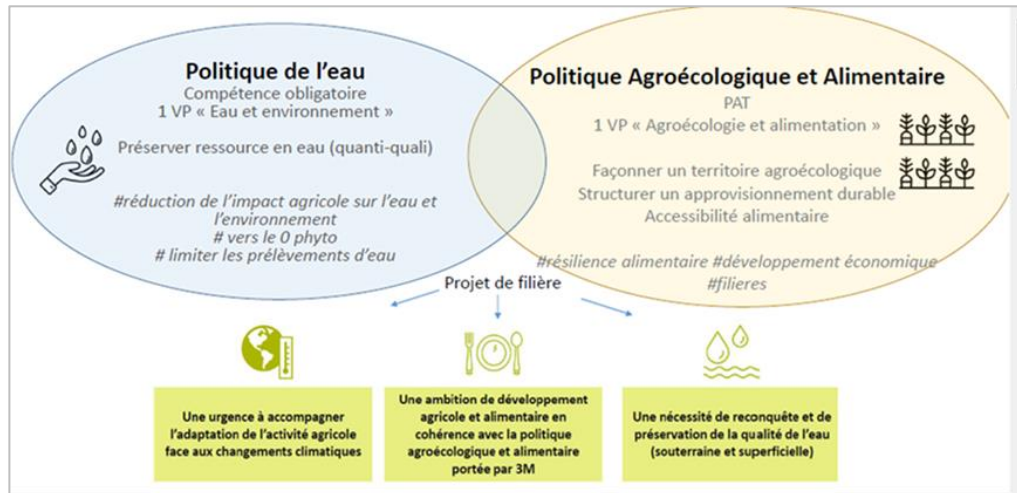 Politique de l’eau
Compétence obligatoire
1 VP « Eau et environnement »
Préserver ressource en eau (quanti-quali)
#réduction de l’impact agricole sur l’eau et
l’environnement
# vers le 0 phyto
# limiter les prélèvements d’eau
Politique Agroécologique et Alimentaire
PAT
1 VP « Agroécologie et alimentation »
Façonner un territoire agroécologique
Structurer un approvisionnement durable
Accessibilité alimentaire
#résilience alimentaire #développement économique
#filieres
Projet de filière
Une urgence à accompagner
l’adaptation de l’activité agricole
face aux changements climatiques
Une ambition de développement
agricole et alimentaire en
cohérence avec la politique
agroécologique et alimentaire
portée par 3M
Une nécessité de reconquête et de
préservation de la qualité de l’eau
(souterraine et superficielle)